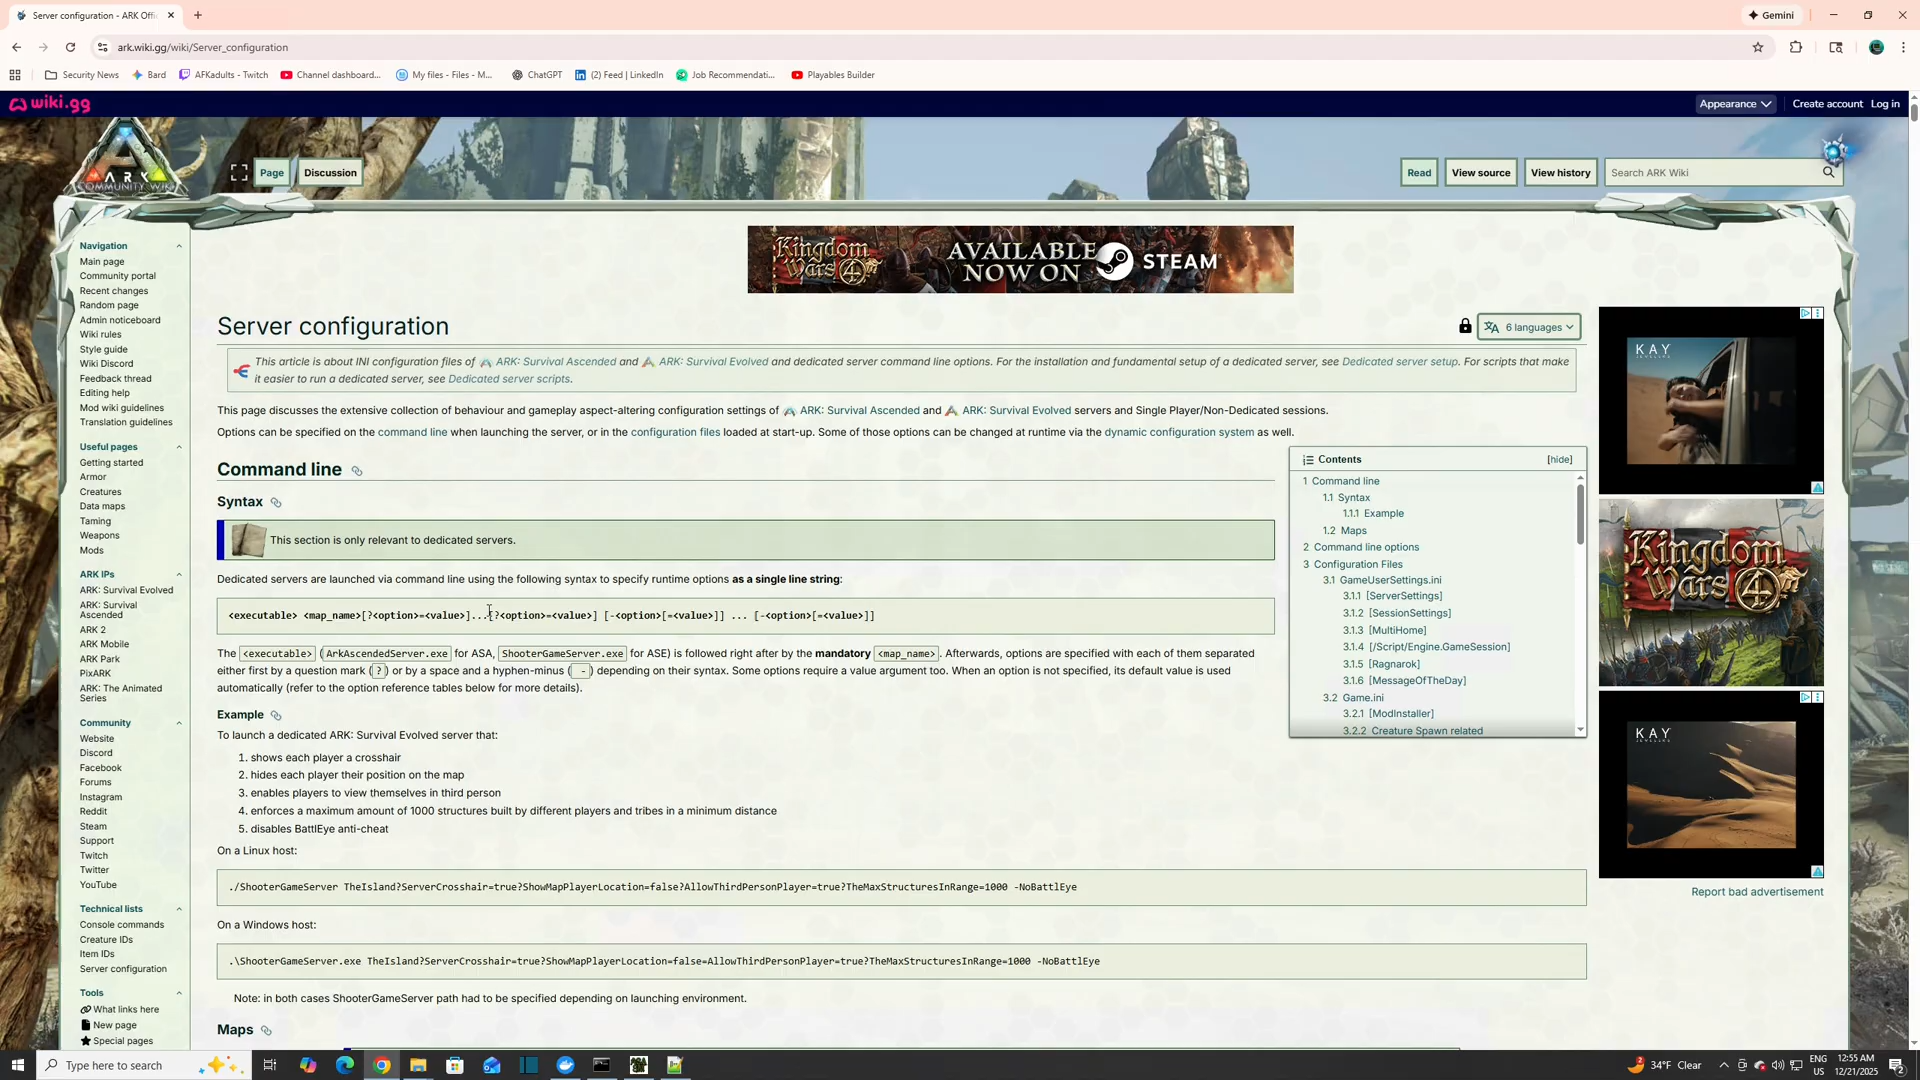 Server configuration - ARK Offi
Gemini
ark.wiki.gg/wiki/Server_configuration
Security News
Bard
AFKadults - Twitch
Channel dashboard...
My files - Files - M...
ChatGPT
(2) Feed | LinkedIn
Job Recommendati...
Playables Builder
wiki.gg
Appearance
Create account
Log in
ARK
COMMUNITY WIKI
Page
Discussion
Read
View source
View history
Search ARK Wiki
Navigation
Main page
Community portal
Recent changes
Random page
Admin noticeboard
Wiki rules
Style guide
Wiki Discord
Feedback thread
Editing help
Mod wiki guidelines
Translation guidelines
Useful pages
Getting started
Armor
Creatures
Data maps
Taming
Weapons
Mods
ARK IPs
ARK: Survival Evolved
ARK: Survival
Ascended
ARK 2
ARK Mobile
ARK Park
PixARK
ARK: The Animated
Series
Community
Website
Discord
Facebook
Forums
Instagram
Reddit
Steam
Support
Twitch
Twitter
YouTube
Technical lists
Console commands
Creature IDs
Item IDs
Server configuration
Tools
What links here
New page
Special pages
Kingdom
Wars 4
AVAILABLE
NOW ON
STEAM
Server configuration
6 languages
This article is about INI configuration files of ARK: Survival Ascended and ARK: Survival Evolved and dedicated server command line options. For the installation and fundamental setup of a dedicated server, see Dedicated server setup. For scripts that make
it easier to run a dedicated server, see Dedicated server scripts.
This page discusses the extensive collection of behaviour and gameplay aspect-altering configuration settings of ARK: Survival Ascended and ARK: Survival Evolved servers and Single Player/Non-Dedicated sessions.
Options can be specified on the command line when launching the server, or in the configuration files loaded at start-up. Some of those options can be changed at runtime via the dynamic configuration system as well.
Command line
Syntax
This section is only relevant to dedicated servers.
Dedicated servers are launched via command line using the following syntax to specify runtime options as a single line string:
<executable> <map_name>[?<option>=<value>]...[?<option>=<value>] [-<option>[=<value>]] ... [-<option>[=<value>]]
The <executable> (ArkAscendedServer.exe for ASA, ShooterGameServer.exe for ASE) is followed right after by the mandatory <map_name>. Afterwards, options are specified with each of them separated
either first by a question mark (?) or by a space and a hyphen-minus ( -) depending on their syntax. Some options require a value argument too. When an option is not specified, its default value is used
automatically (refer to the option reference tables below for more details).
Example
To launch a dedicated ARK: Survival Evolved server that:
1. shows each player a crosshair
2. hides each player their position on the map
3. enables players to view themselves in third person
4. enforces a maximum amount of 1000 structures built by different players and tribes in a minimum distance
5. disables BattlEye anti-cheat
On a Linux host:
./ShooterGameServer TheIsland?ServerCrosshair=true?ShowMapPlayerLocation=false?AllowThirdPersonPlayer=true?TheMaxStructuresInRange=1000 -NoBattlEye
On a Windows host:
.\ShooterGameServer.exe TheIsland?ServerCrosshair=true?ShowMapPlayerLocation=false=AllowThirdPersonPlayer=true?TheMaxStructuresInRange=1000 -NoBattlEye
Note: in both cases ShooterGameServer path had to be specified depending on launching environment.
Maps
Contents
[hide]
1 Command line
1.1 Syntax
1.1.1 Example
1.2 Maps
2 Command line options
3 Configuration Files
3.1 GameUserSettings.ini
3.1.1 [ServerSettings]
3.1.2 [SessionSettings]
3.1.3 [MultiHome]
3.1.4 [/Script/Engine.GameSession]
3.1.5 [Ragnarok]
3.1.6 [MessageOfTheDay]
3.2 Game.ini
3.2.1 [ModInstaller]
3.2.2 Creature Spawn related
KAY
JEWELERS
Kingdom
Wars 4
KAY
JEWELERS
Report bad advertisement
Type here to search
34°F Clear
ENG
US
12:55 AM
12/21/2025
2